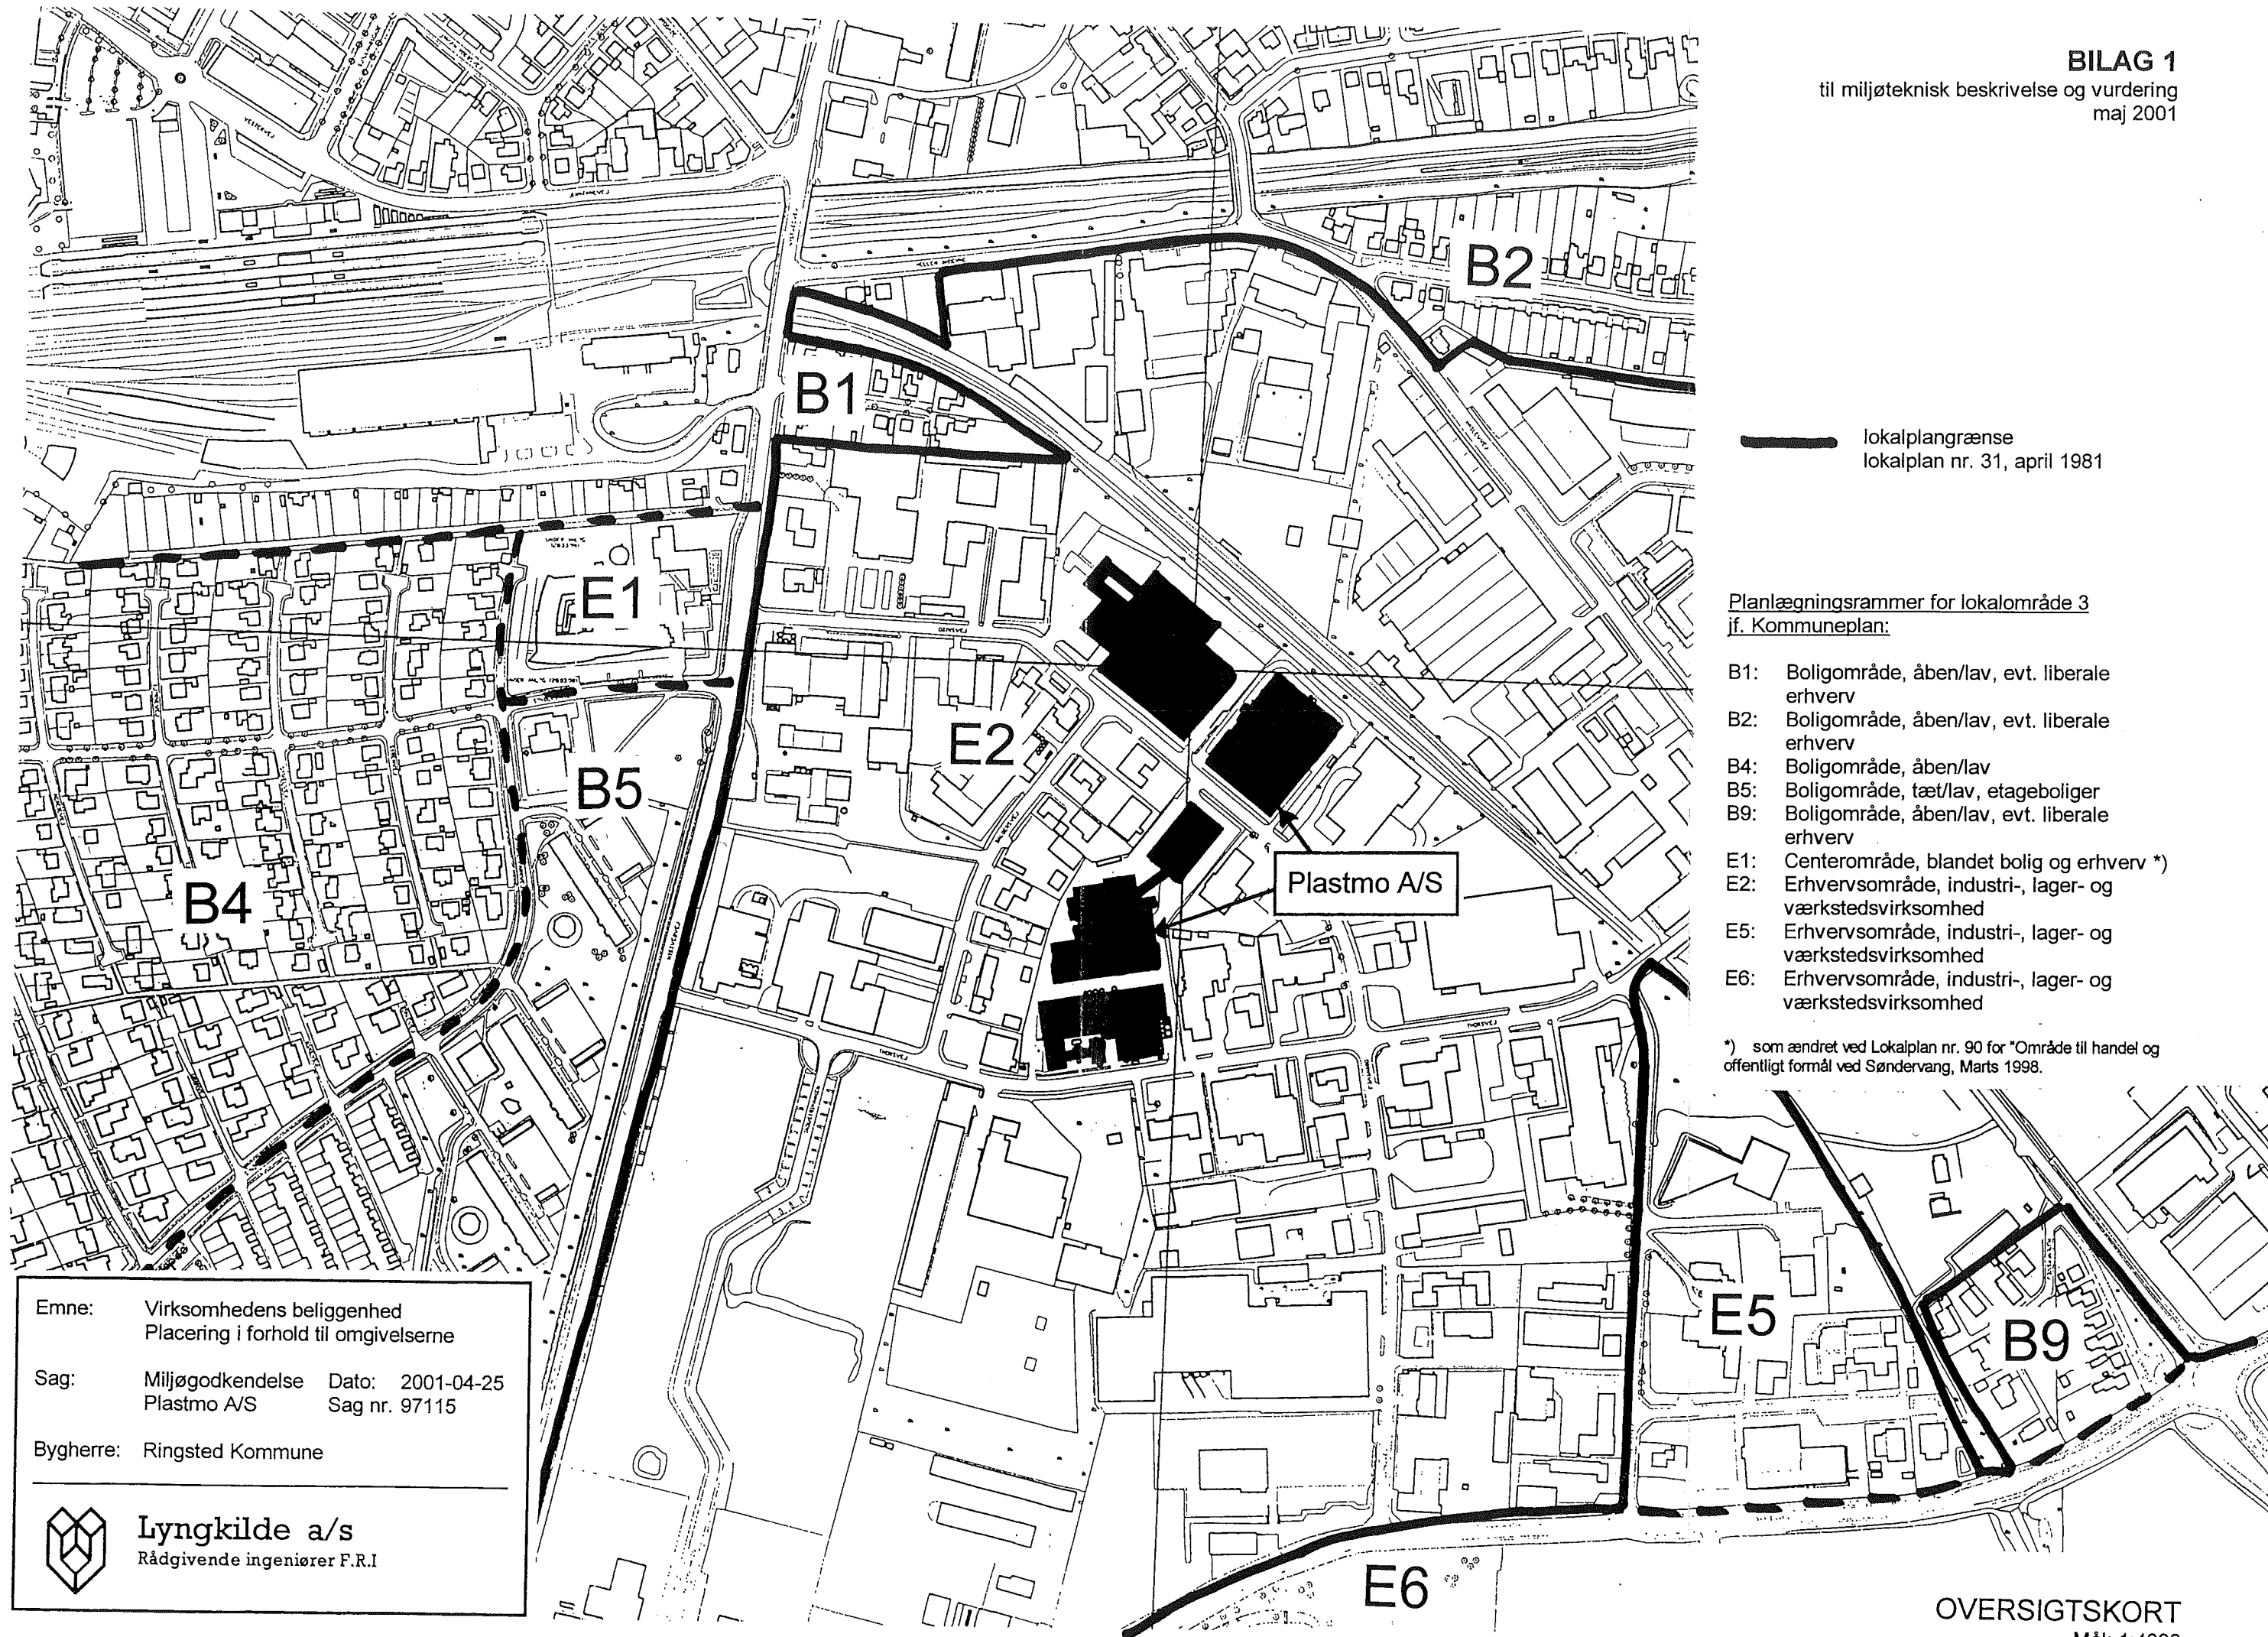 BILAG 1
til miljøteknisk beskrivelse og vurdering
maj 2001
B2
B1
lokalplangrænse
lokalplan nr. 31, april 1981
E1
E2
B5
B4
Plastmo A/S
THORSVEJ
THORSVEJ
Planlægningsrammer for lokalområde 3
jf. Kommuneplan:
B1: Boligområde, åben/lav, evt. liberale
erhverv
B2: Boligområde, åben/lav, evt. liberale
erhverv
B4: Boligområde, åben/lav
B5: Boligområde, tæt/lav, etageboliger
B9: Boligområde, åben/lav, evt. liberale
erhverv
E1: Centerområde, blandet bolig og erhverv *)
E2: Erhvervsområde, industri-, lager- og
værkstedsvirksomhed
E5: Erhvervsområde, industri-, lager- og
værkstedsvirksomhed
E6: Erhvervsområde, industri-, lager- og
værkstedsvirksomhed
*) som ændret ved Lokalplan nr. 90 for "Område til handel og
offentligt formål ved Søndervang, Marts 1998.
E5
B9
E6
Emne: Virksomhedens beliggenhed
Placering i forhold til omgivelserne
Sag: Miljøgodkendelse Dato: 2001-04-25
Plastmo A/S Sag nr. 97115
Bygherre: Ringsted Kommune
Lyngkilde a/s
Rådgivende ingeniører F.R.I
OVERSIGTSKORT